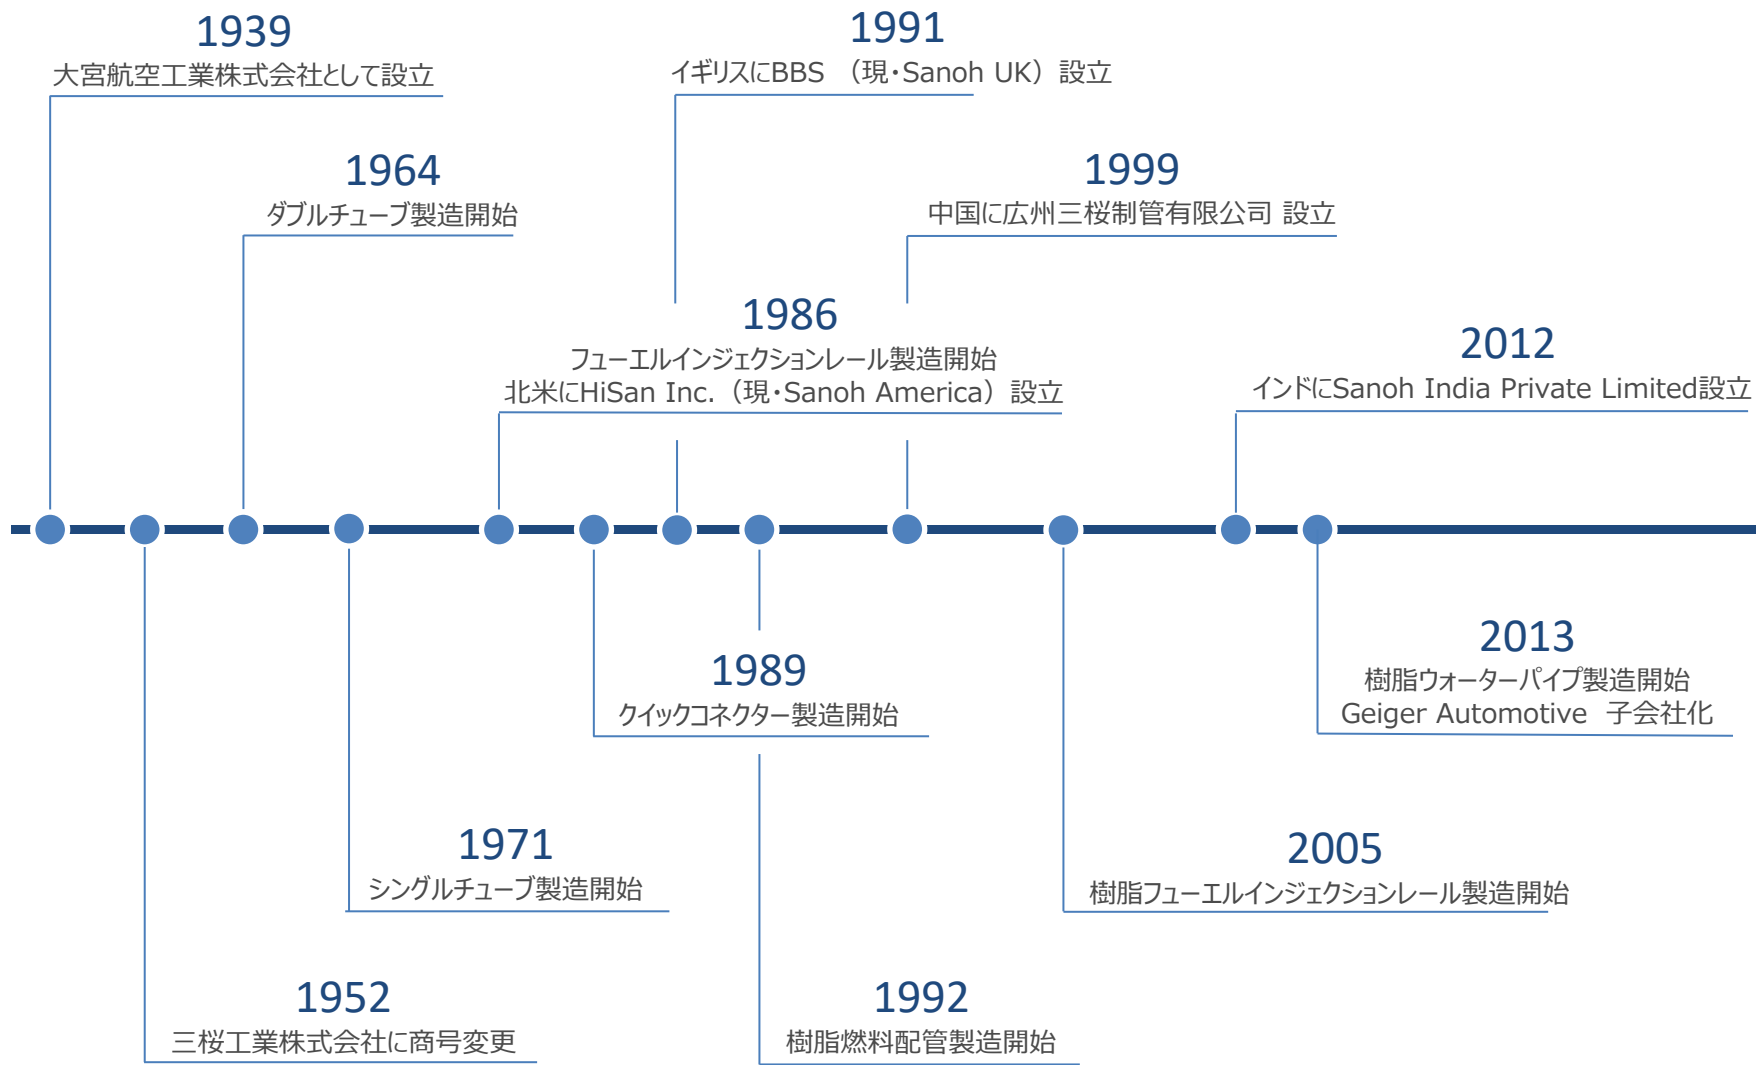 1939
大宮航空工業株式会社として設立
1991
イギリスにBBS （現・Sanoh UK）設立
1964
ダブルチューブ製造開始
1999
中国に広州三桜制管有限公司 設立
1986
フューエルインジェクションレール製造開始
北米にHiSan Inc.（現・Sanoh America）設立
2012
インドにSanoh India Private Limited設立
1989
クイックコネクター製造開始
2013
樹脂ウォーターパイプ製造開始
Geiger Automotive 子会社化
1971
シングルチューブ製造開始
2005
樹脂フューエルインジェクションレール製造開始
1952
三桜工業株式会社に商号変更
1992
樹脂燃料配管製造開始